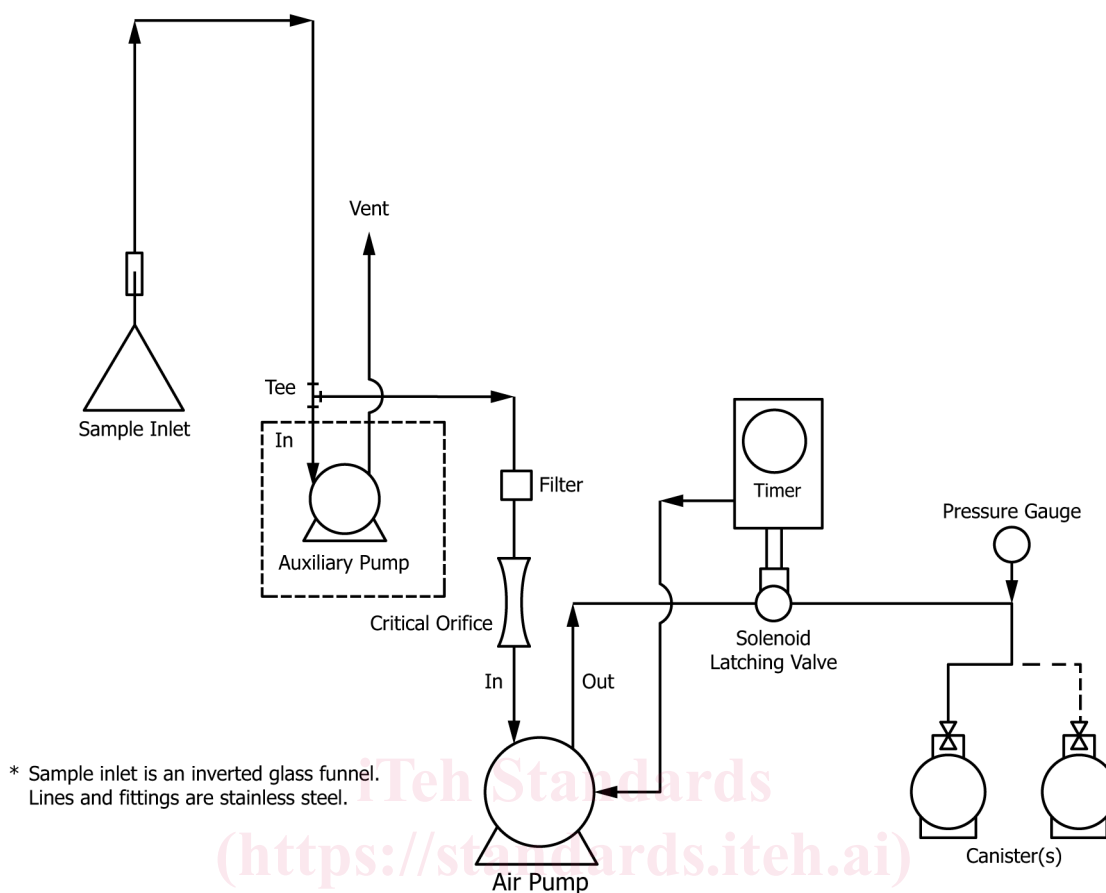 Vent
Tee
Sample Inlet
In
Auxiliary Pump
Filter
Timer
Pressure Gauge
Critical Orifice
Solenoid
Latching Valve
In
Out
* Sample inlet is an inverted glass funnel.
Lines and fittings are stainless steel.
iTeh Standards
(https://standards.iteh.ai)
Air Pump
Canister(s)